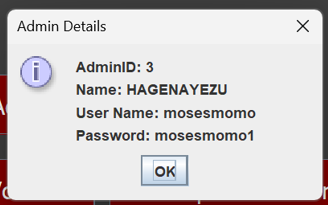 Admin Details
AdminID: 3
Name: HAGENAYEZU
User Name: mosesmomo
Password: mosesmomo1
OK